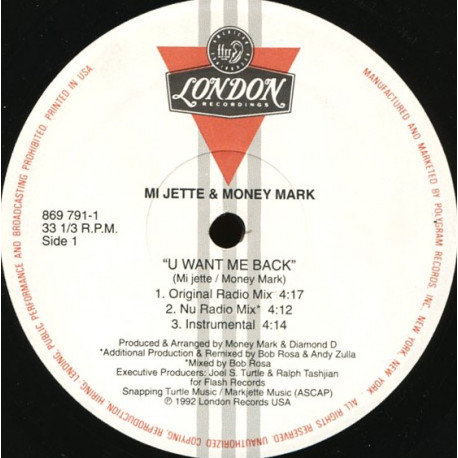 AMERICAN
ffrr
LONDON
RECORDINGS
MI JETTE & MONEY MARK
869 791-1
33 1/3 R.P.M.
Side 1
“U WANT ME BACK”
(Mi jette / Money Mark)
1. Original Radio Mix 4:17
2. Nu Radio Mix* 4:12
3. Instrumental 4:14
Produced & Arranged by Money Mark & Diamond D
*Additional Production & Remixed by Bob Rosa & Andy Zulla
*Mixed by Bob Rosa
Executive Producers: Joel S. Turtle & Ralph Tashjian
for Flash Records
Snapping Turtle Music / Markjette Music (ASCAP)
℗ 1992 London Records USA
MANUFACTURED AND MARKETED BY POLYGRAM RECORDS, INC. NEW YORK, NEW YORK. ALL RIGHTS RESERVED. UNAUTHORIZED COPYING, REPRODUCTION, HIRING, LENDING, PUBLIC PERFORMANCE AND BROADCASTING PROHIBITED. PRINTED IN USA.